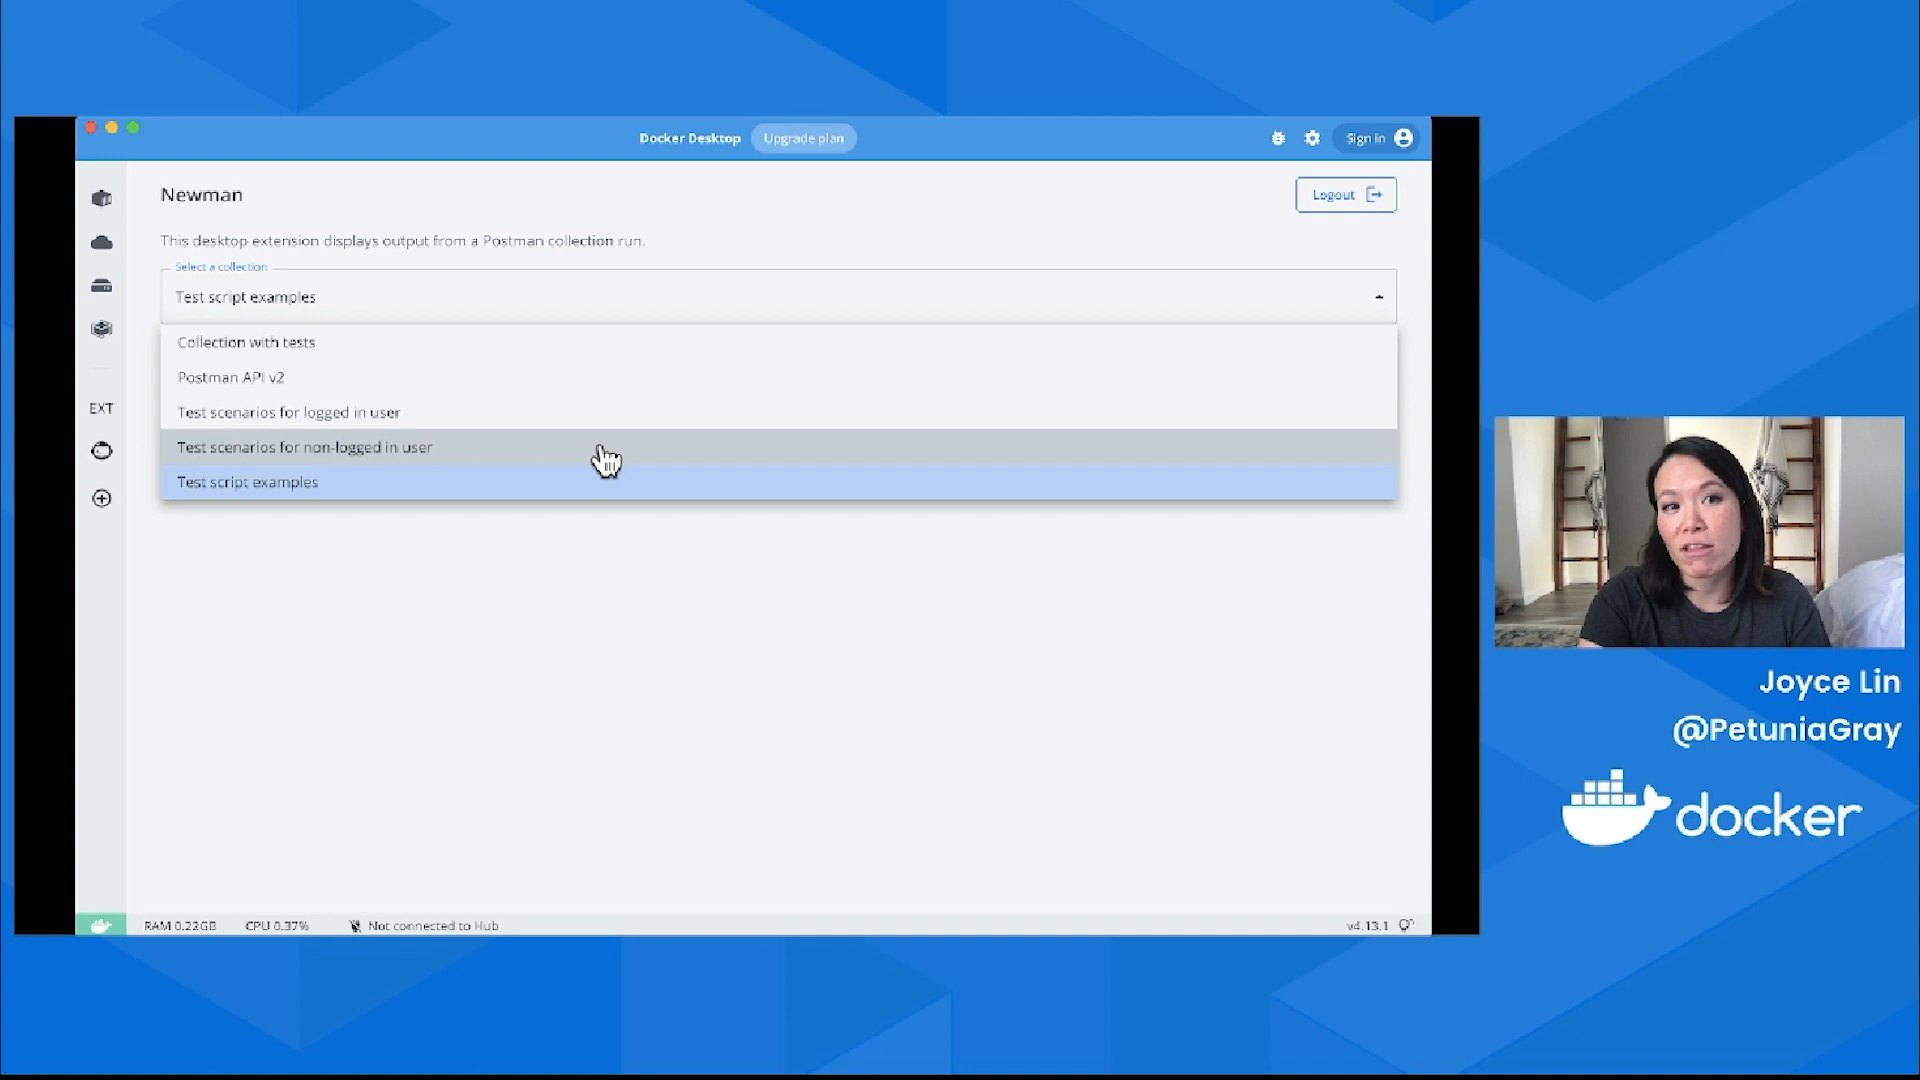 Docker Desktop
Upgrade plan
Sign in
Newman
Logout
This desktop extension displays output from a Postman collection run.
Select a collection
Test script examples
Collection with tests
Postman API v2
Test scenarios for logged in user
Test scenarios for non-logged in user
Test script examples
EXT
RAM 0.22GB
CPU 0.37%
Not connected to Hub
v4.13.1
Joyce Lin
@PetuniaGray
docker